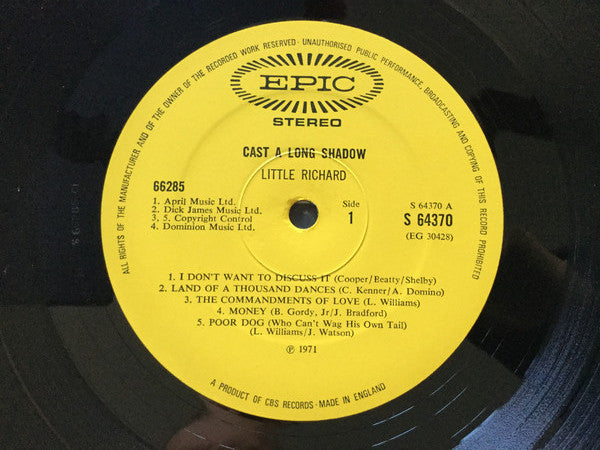 ALL RIGHTS OF THE MANUFACTURER AND OF THE OWNER OF THE RECORDED WORK RESERVED · UNAUTHORISED PUBLIC PERFORMANCE, BROADCASTING AND COPYING OF THIS RECORD PROHIBITED
EPIC
STEREO
CAST A LONG SHADOW
LITTLE RICHARD
66285
1. April Music Ltd.
2. Dick James Music Ltd.
3, 5. Copyright Control
4. Dominion Music Ltd.
Side
1
S 64370 A
S 64370
(EG 30428)
1. I DON'T WANT TO DISCUSS IT (Cooper/Beatty/Shelby)
2. LAND OF A THOUSAND DANCES (C. Kenner/A. Domino)
3. THE COMMANDMENTS OF LOVE (L. Williams)
4. MONEY (B. Gordy, Jr/J. Bradford)
5. POOR DOG (Who Can't Wag His Own Tail)
(L. Williams/J. Watson)
℗ 1971
A PRODUCT OF CBS RECORDS · MADE IN ENGLAND